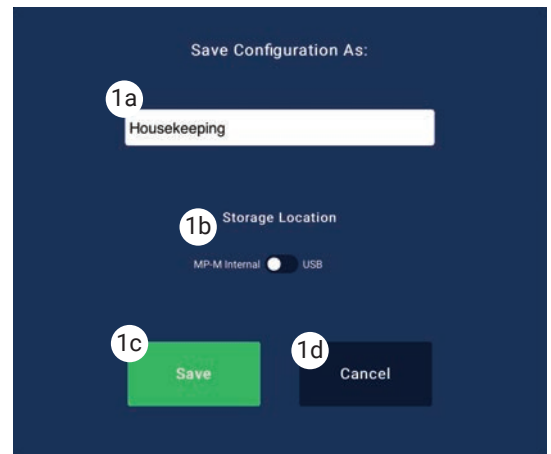 Save Configuration As:
1a
Housekeeping
1b
Storage Location
MP-M Internal USB
1c
1d
Save
Cancel